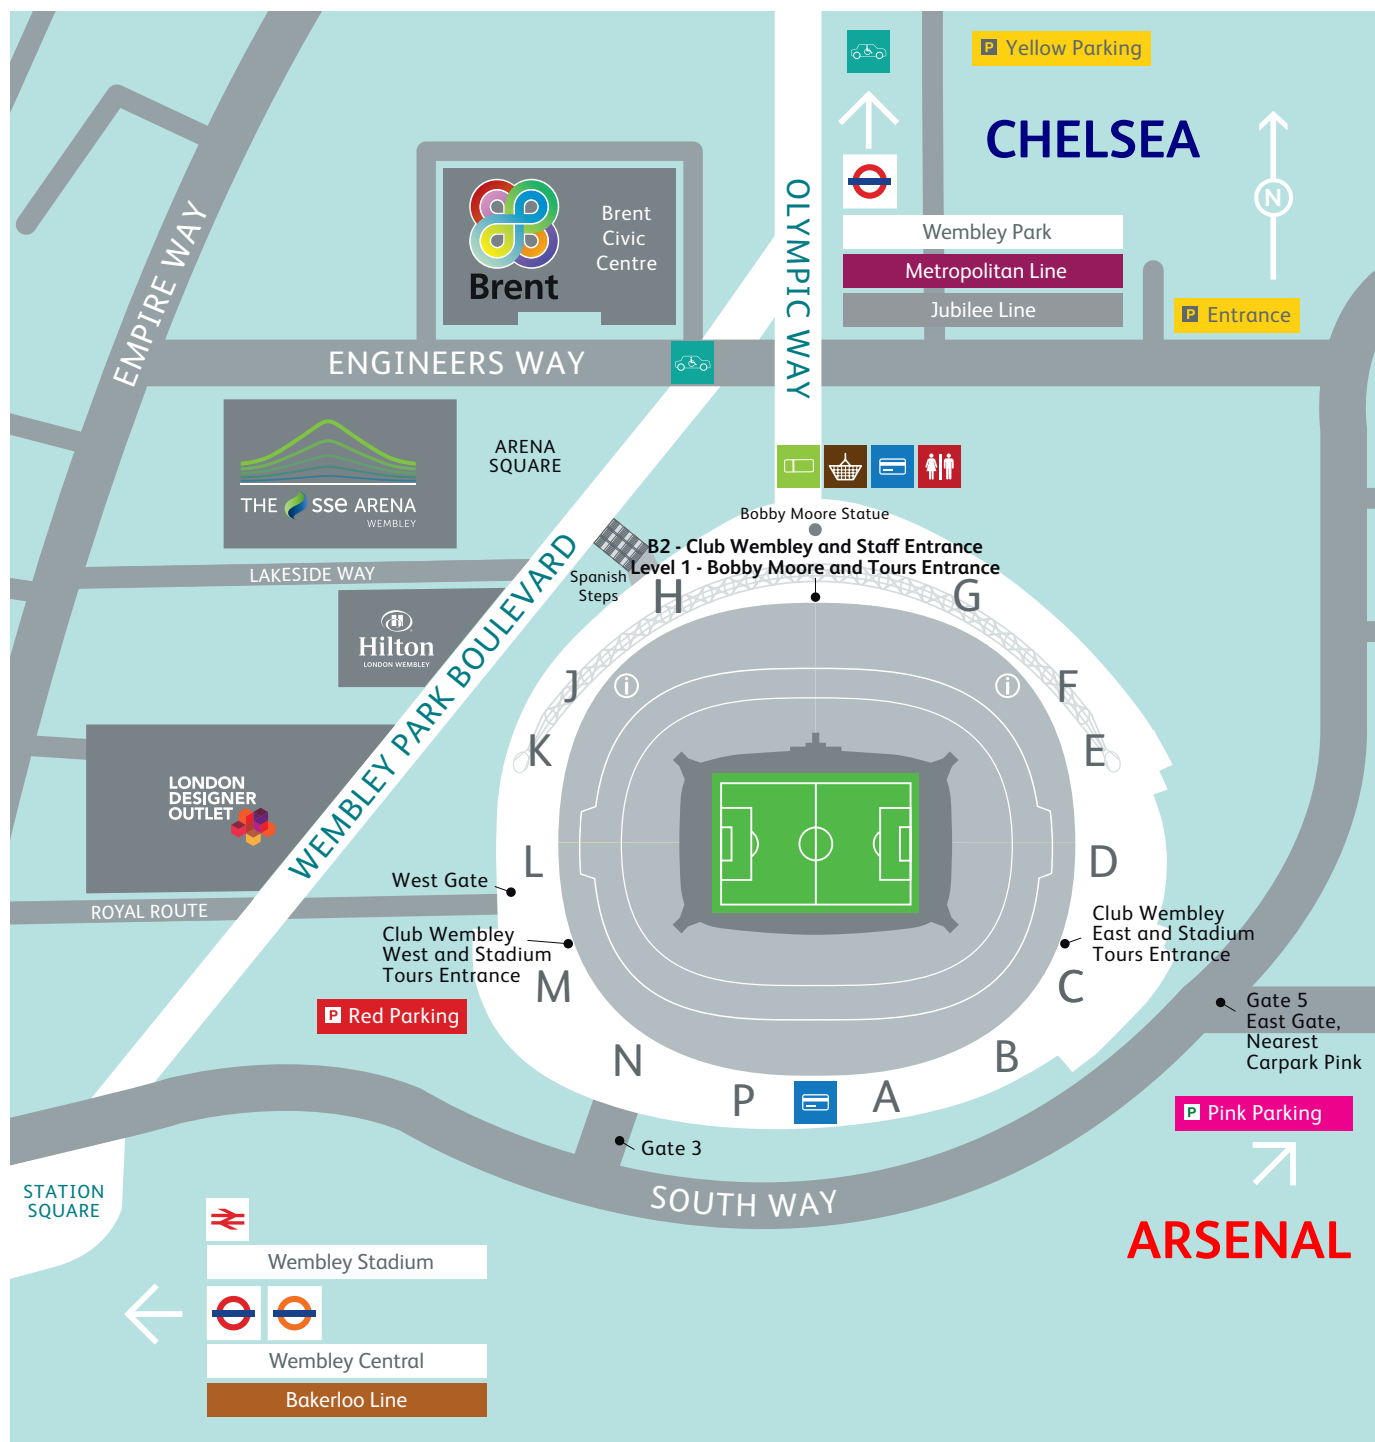 P Yellow Parking
CHELSEA
N
OLYMPIC WAY
EMPIRE WAY
Brent
Brent
Civic
Centre
Wembley Park
Metropolitan Line
Jubilee Line
P Entrance
ENGINEERS WAY
ARENA
SQUARE
THE sse ARENA
WEMBLEY
Bobby Moore Statue
B2 - Club Wembley and Staff Entrance
Level 1 - Bobby Moore and Tours Entrance
Spanish
Steps
LAKESIDE WAY
H
G
Hilton
LONDON WEMBLEY
WEMBLEY PARK BOULEVARD
J
i
i
F
K
E
LONDON
DESIGNER
OUTLET
L
D
West Gate
ROYAL ROUTE
Club Wembley
West and Stadium
Tours Entrance
Club Wembley
East and Stadium
Tours Entrance
M
C
P Red Parking
Gate 5
East Gate,
Nearest
Carpark Pink
N
B
P
A
P Pink Parking
Gate 3
SOUTH WAY
STATION
SQUARE
ARSENAL
Wembley Stadium
Wembley Central
Bakerloo Line